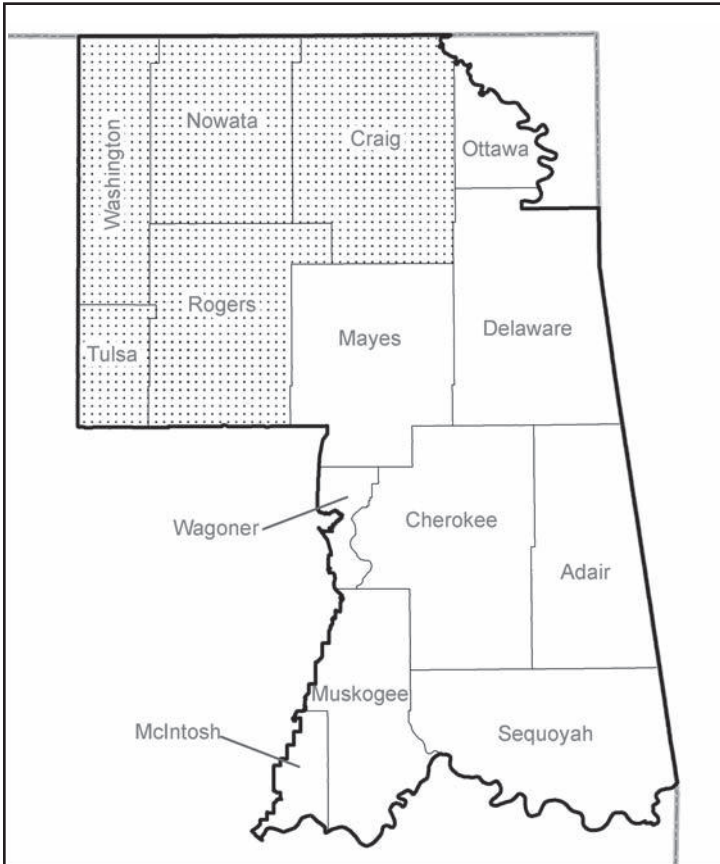 Washington
Nowata
Craig
Ottawa
Rogers
Tulsa
Mayes
Delaware
Wagoner
Cherokee
Adair
Muskogee
McIntosh
Sequoyah